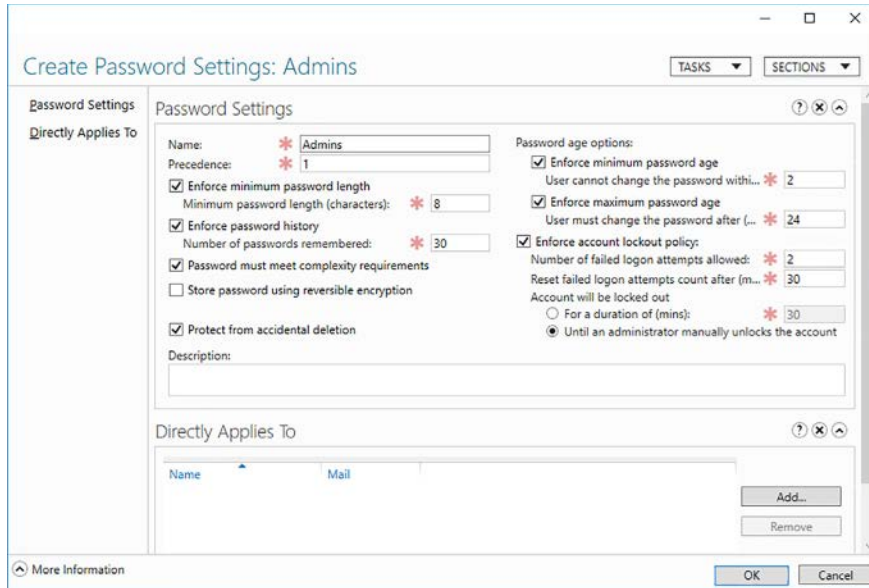 Create Password Settings: Admins
TASKS
SECTIONS
Password Settings
Directly Applies To
Password Settings
Name: * Admins
Precedence: * 1
Enforce minimum password length
Minimum password length (characters): * 8
Enforce password history
Number of passwords remembered: * 30
Password must meet complexity requirements
Store password using reversible encryption
Protect from accidental deletion
Description:
Password age options:
Enforce minimum password age
User cannot change the password withi... * 2
Enforce maximum password age
User must change the password after (... * 24
Enforce account lockout policy:
Number of failed logon attempts allowed: * 2
Reset failed logon attempts count after (m... * 30
Account will be locked out
For a duration of (mins): * 30
Until an administrator manually unlocks the account
Directly Applies To
Name Mail
Add...
Remove
More Information
OK Cancel